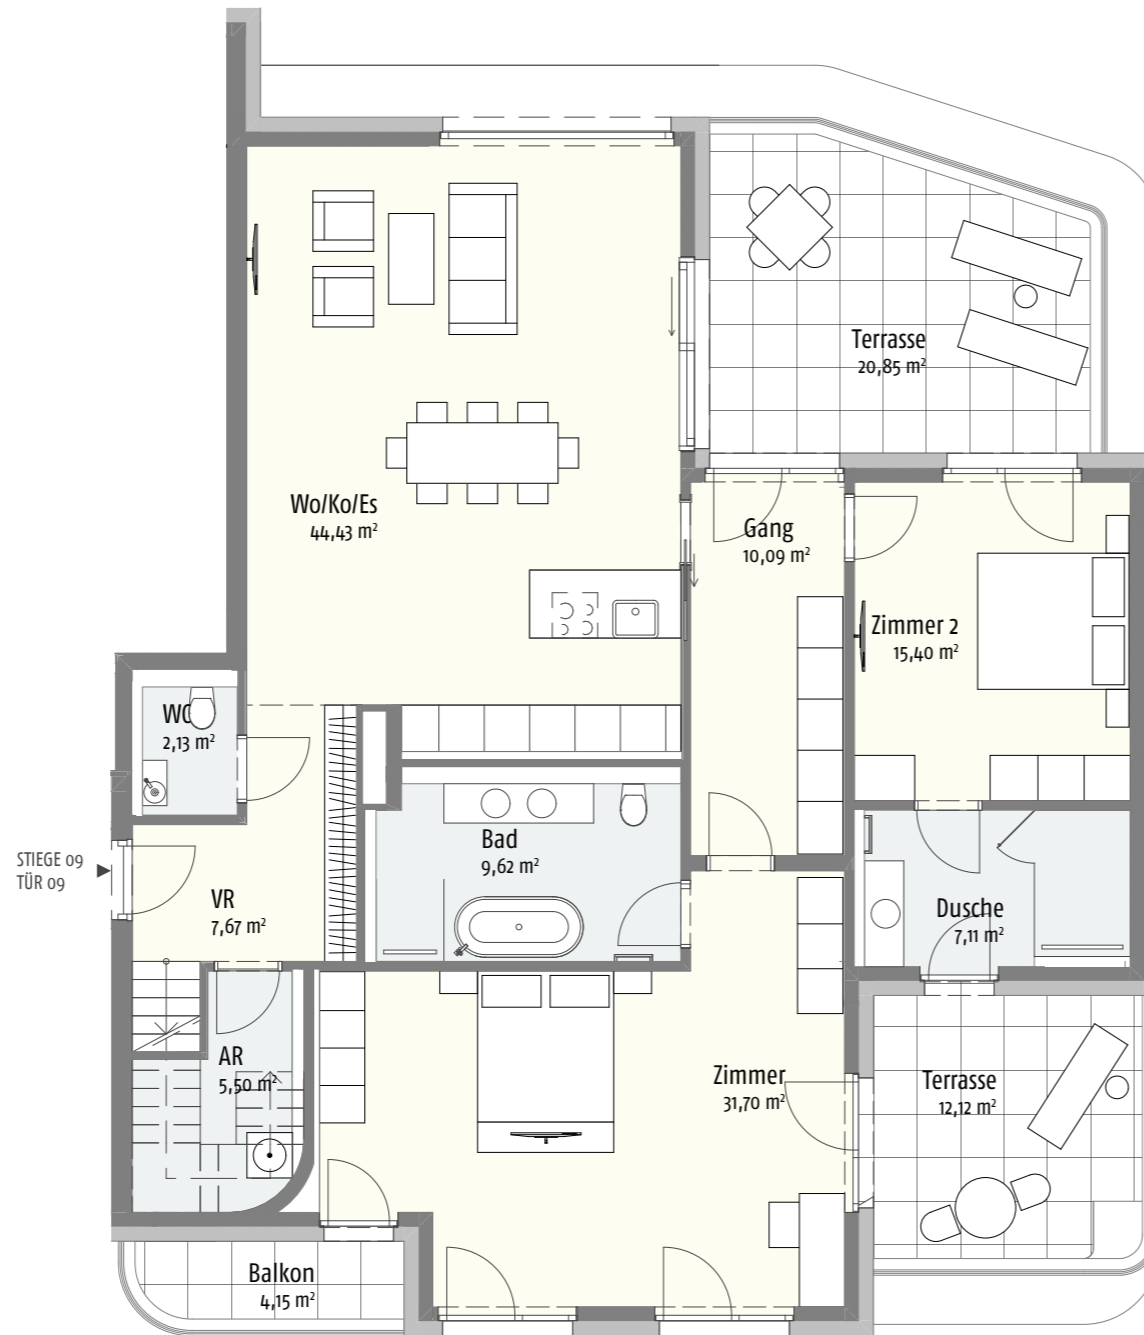 Terrasse
20,85 m²
Wo/Ko/Es
44,43 m²
Gang
10,09 m²
Zimmer 2
15,40 m²
WC
2,13 m²
Bad
9,62 m²
STIEGE 09
TÜR 09
VR
7,67 m²
Dusche
7,11 m²
AR
5,50 m²
Zimmer
31,70 m²
Terrasse
12,12 m²
Balkon
4,15 m²